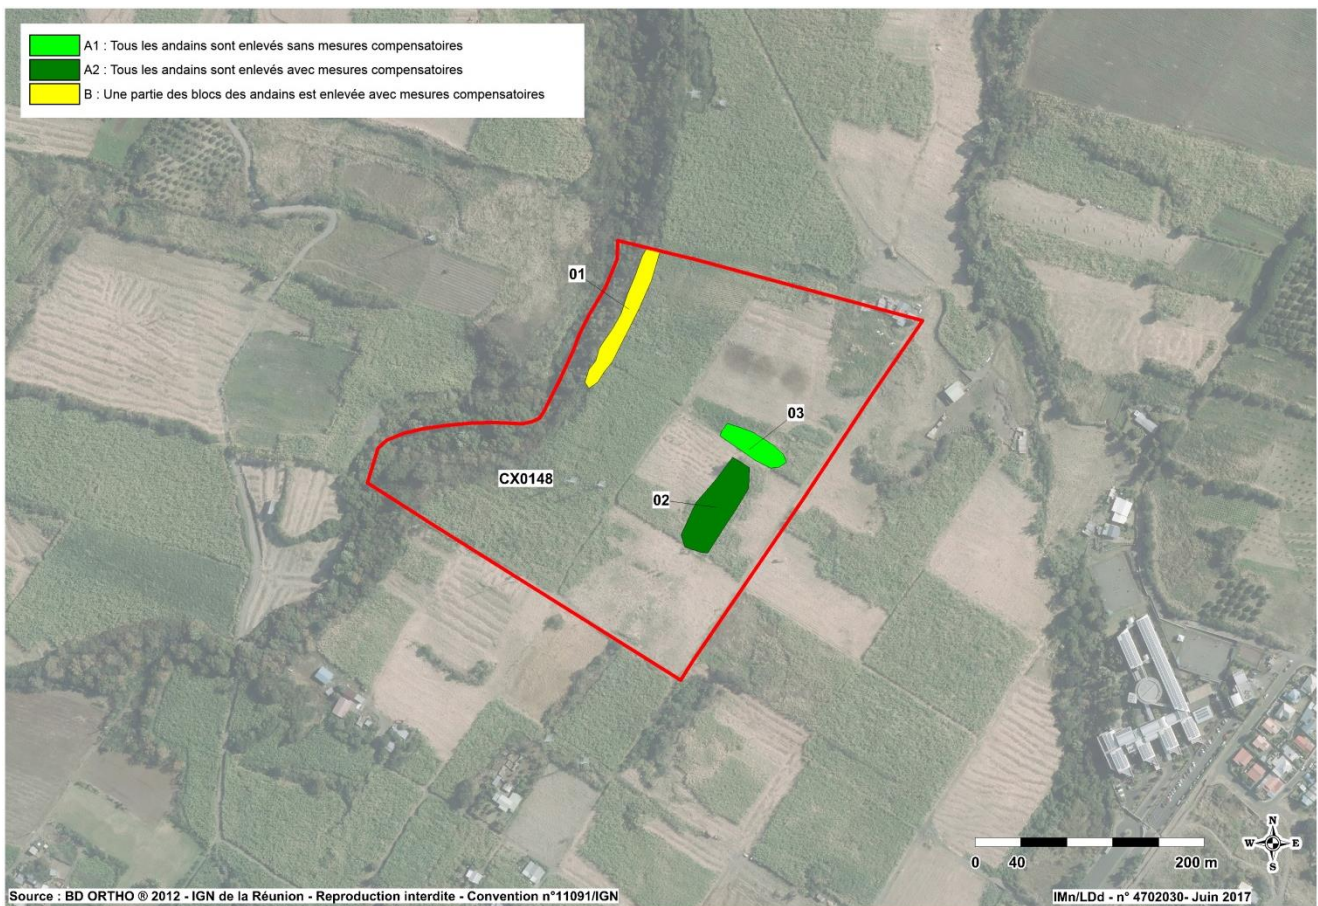 A1 : Tous les andains sont enlevés sans mesures compensatoires
A2 : Tous les andains sont enlevés avec mesures compensatoires
B : Une partie des blocs des andains est enlevée avec mesures compensatoires
01
03
CX0148
02
N
W E
S
0 40 200 m
Source : BD ORTHO ® 2012 - IGN de la Réunion - Reproduction interdite - Convention n°11091/IGN
IMn/LDd - n° 4702030- Juin 2017